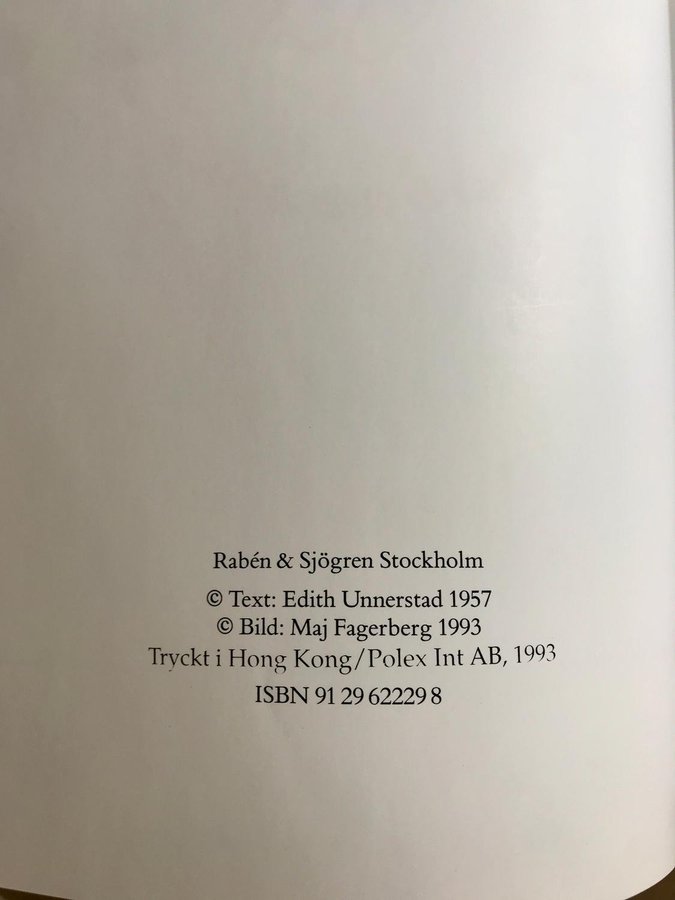 Rabén & Sjögren Stockholm
© Text: Edith Unnerstad 1957
© Bild: Maj Fagerberg 1993
Tryckt i Hong Kong/Polex Int AB, 1993
ISBN 91 29 62229 8